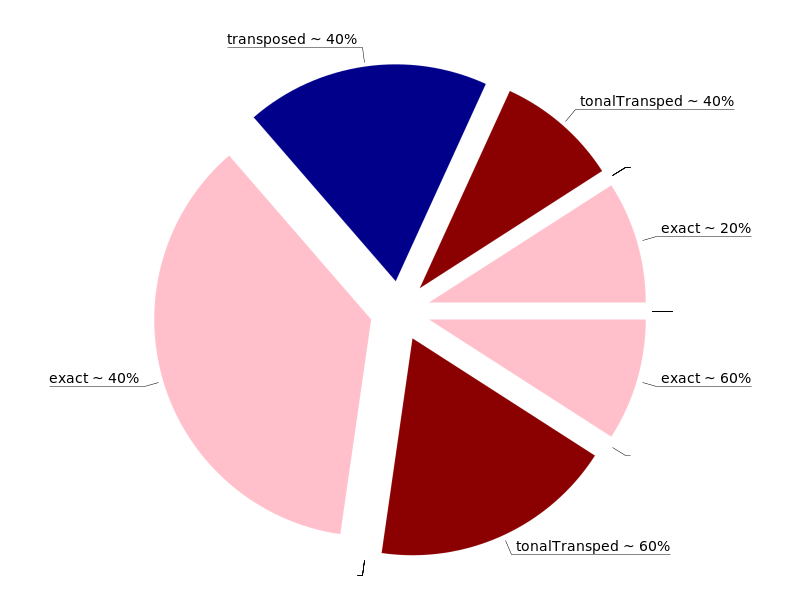 transposed ~ 40%
tonalTransped ~ 40%
exact ~ 20%
exact ~ 40%
exact ~ 60%
tonalTransped ~ 60%